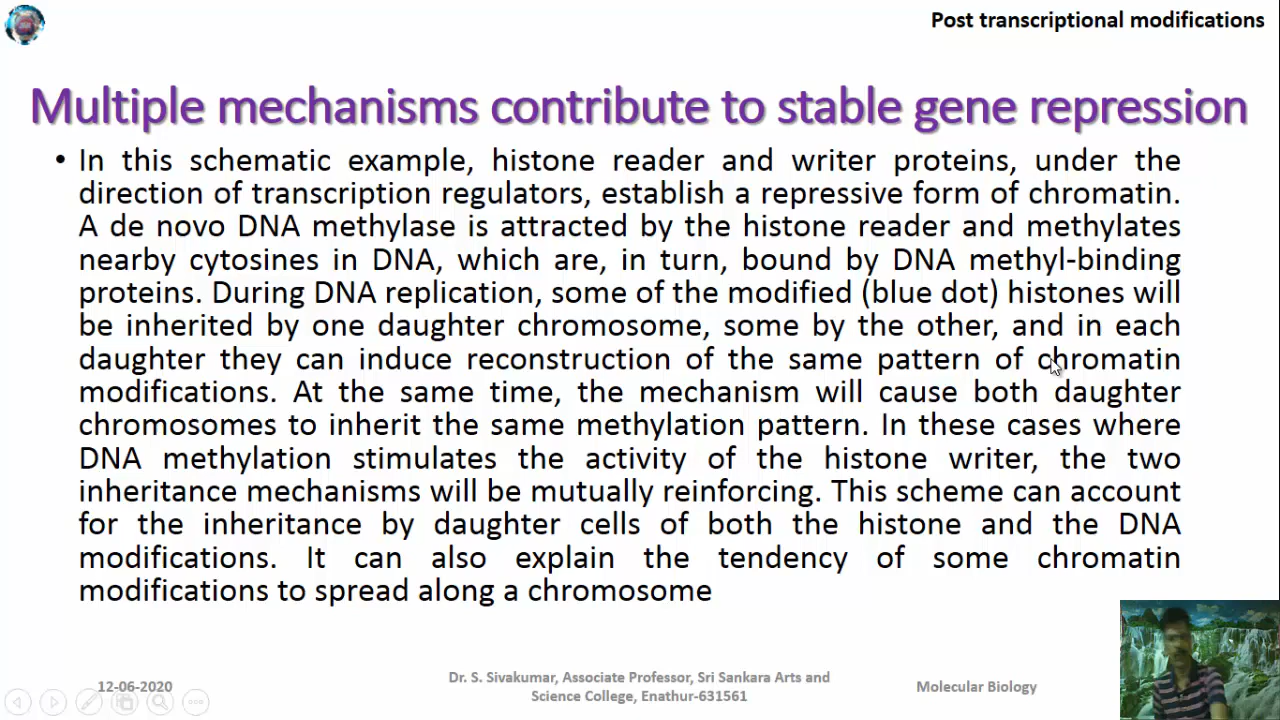 Post transcriptional modifications
Multiple mechanisms contribute to stable gene repression
• In this schematic example, histone reader and writer proteins, under the
direction of transcription regulators, establish a repressive form of chromatin.
A de novo DNA methylase is attracted by the histone reader and methylates
nearby cytosines in DNA, which are, in turn, bound by DNA methyl-binding
proteins. During DNA replication, some of the modified (blue dot) histones will
be inherited by one daughter chromosome, some by the other, and in each
daughter they can induce reconstruction of the same pattern of chromatin
modifications. At the same time, the mechanism will cause both daughter
chromosomes to inherit the same methylation pattern. In these cases where
DNA methylation stimulates the activity of the histone writer, the two
inheritance mechanisms will be mutually reinforcing. This scheme can account
for the inheritance by daughter cells of both the histone and the DNA
modifications. It can also explain the tendency of some chromatin
modifications to spread along a chromosome
12-06-2020
Dr. S. Sivakumar, Associate Professor, Sri Sankara Arts and
Science College, Enathur-631561
Molecular Biology